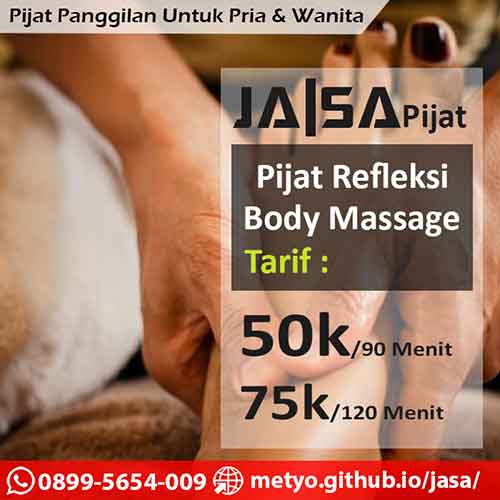 Pijat Panggilan Untuk Pria & Wanita
JASA Pijat
Pijat Refleksi
Body Massage
Tarif :
50k/90 Menit
75k/120 Menit
0899-5654-009 metyo.github.io/jasa/